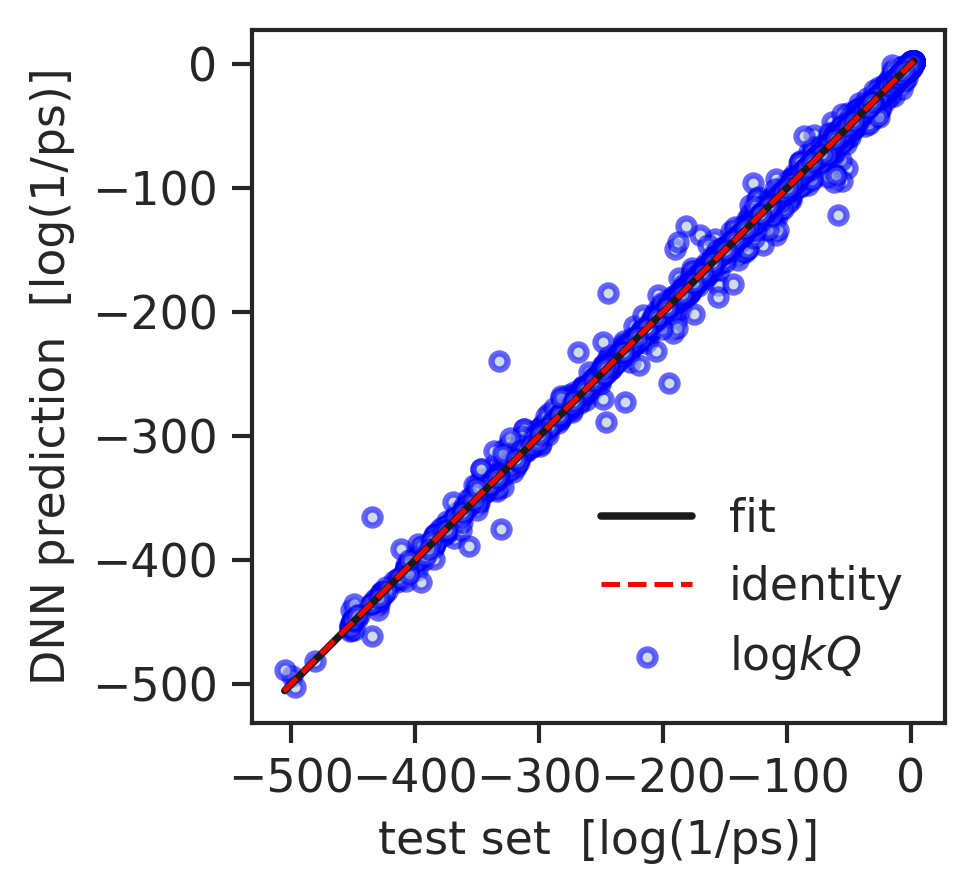 DNN prediction  [log(1/ps)]
0
−100
−200
−300
−400
−500
fit
identity
logkQ
−500 −400 −300 −200 −100 0
test set  [log(1/ps)]